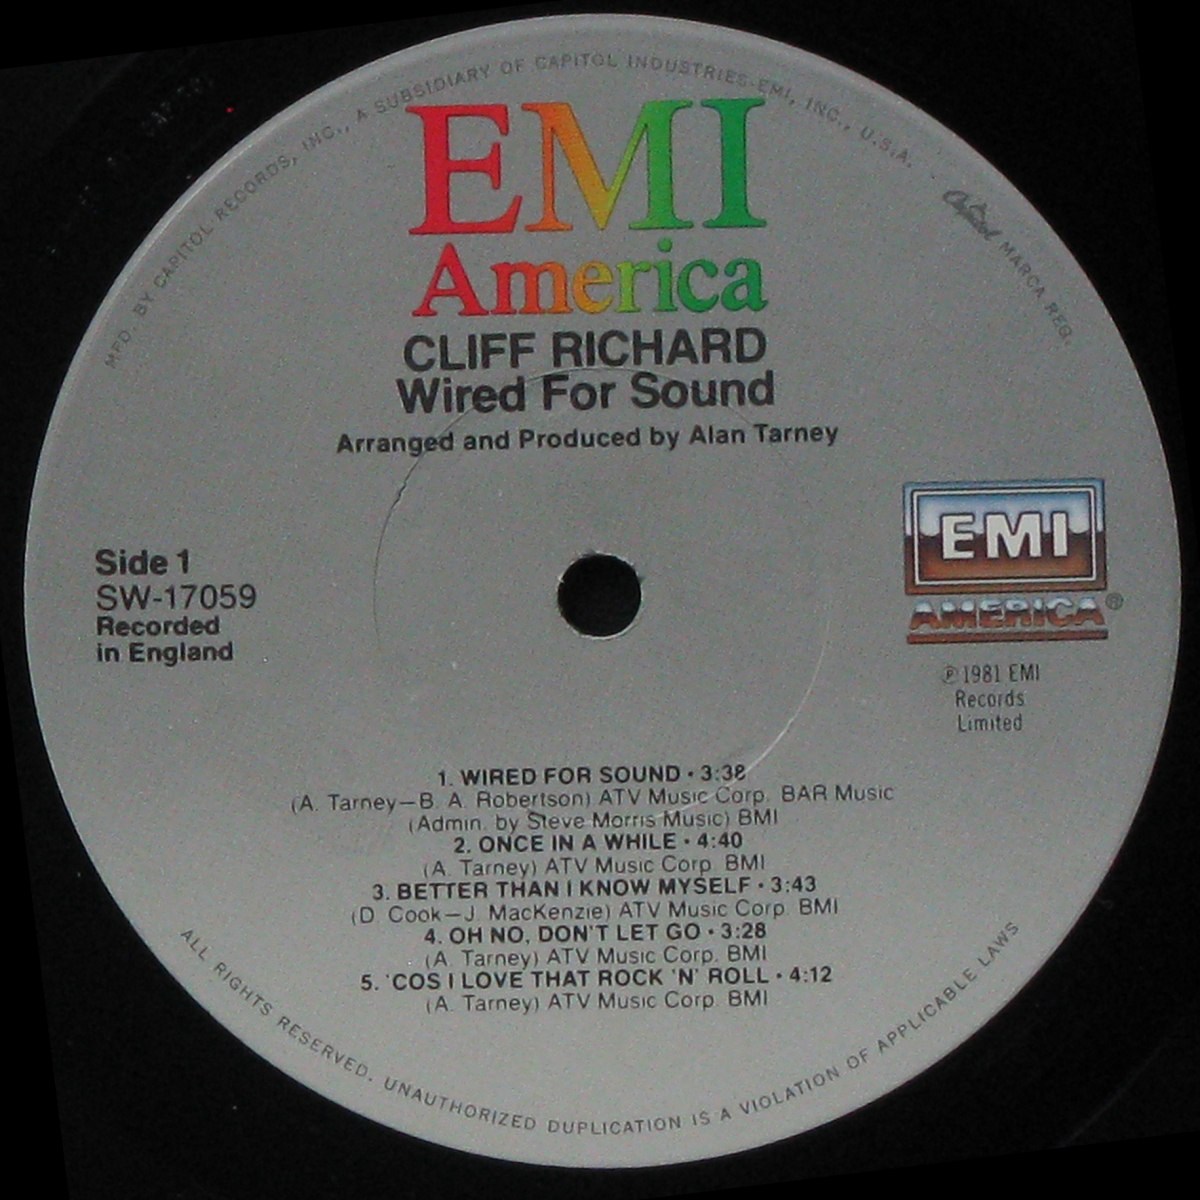 MFD. BY CAPITOL RECORDS, INC., A SUBSIDIARY OF CAPITOL INDUSTRIES-EMI, INC., U.S.A.
Capitol MARCA REG.
EMI
America
CLIFF RICHARD
Wired For Sound
Arranged and Produced by Alan Tarney
Side 1
SW-17059
Recorded
in England
EMI
AMERICA®
℗ 1981 EMI
Records
Limited
1. WIRED FOR SOUND • 3:38
(A. Tarney—B. A. Robertson) ATV Music Corp. BAR Music
(Admin. by Steve Morris Music) BMI
2. ONCE IN A WHILE • 4:40
(A. Tarney) ATV Music Corp. BMI
3. BETTER THAN I KNOW MYSELF • 3:43
(D. Cook—J. MacKenzie) ATV Music Corp. BMI
4. OH NO, DON'T LET GO • 3:28
(A. Tarney) ATV Music Corp. BMI
5. 'COS I LOVE THAT ROCK 'N' ROLL • 4:12
(A. Tarney) ATV Music Corp. BMI
ALL RIGHTS RESERVED. UNAUTHORIZED DUPLICATION IS A VIOLATION OF APPLICABLE LAWS